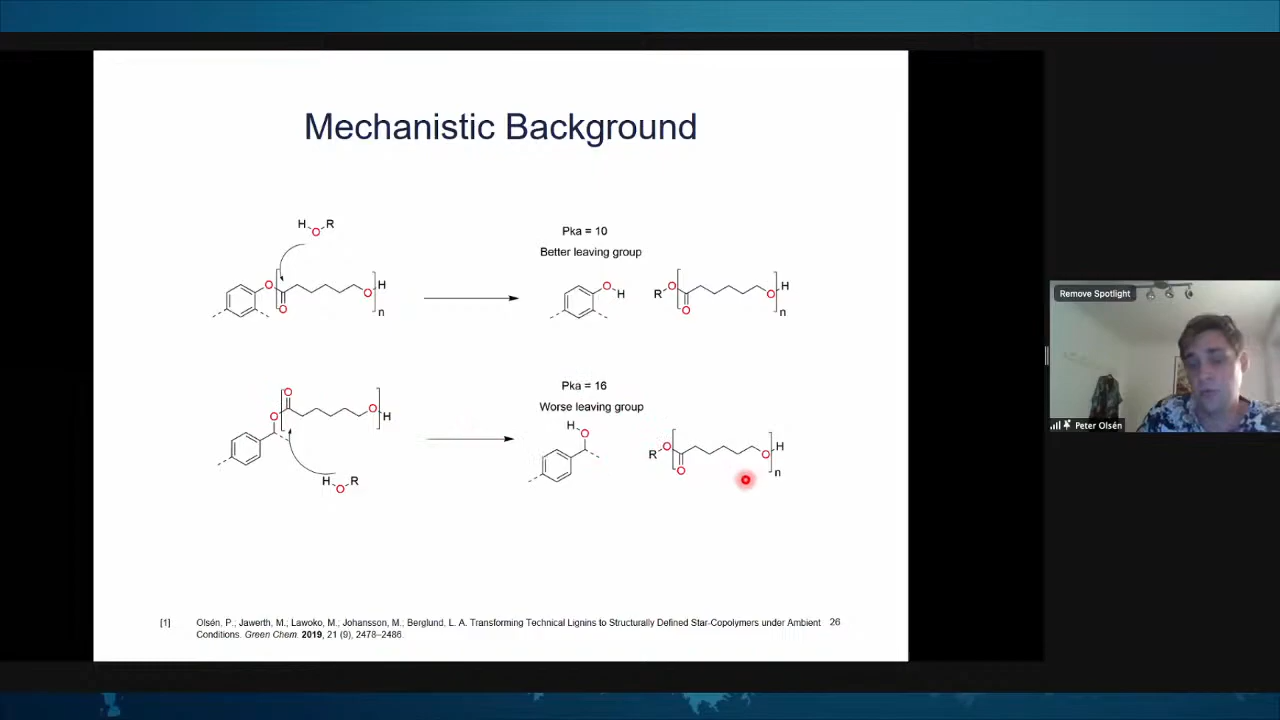 Mechanistic Background
H O R
Pka = 10
Better leaving group
O O H n O
O H
R O O H n O
Pka = 16
Worse leaving group
O O O H n
H O
R O O H n O
H O R
[1] Olsén, P.; Jawerth, M.; Lawoko, M.; Johansson, M.; Berglund, L. A. Transforming Technical Lignins to Structurally Defined Star-Copolymers under Ambient 26
Conditions. Green Chem. 2019, 21 (9), 2478–2486.
Remove Spotlight
Peter Olsén